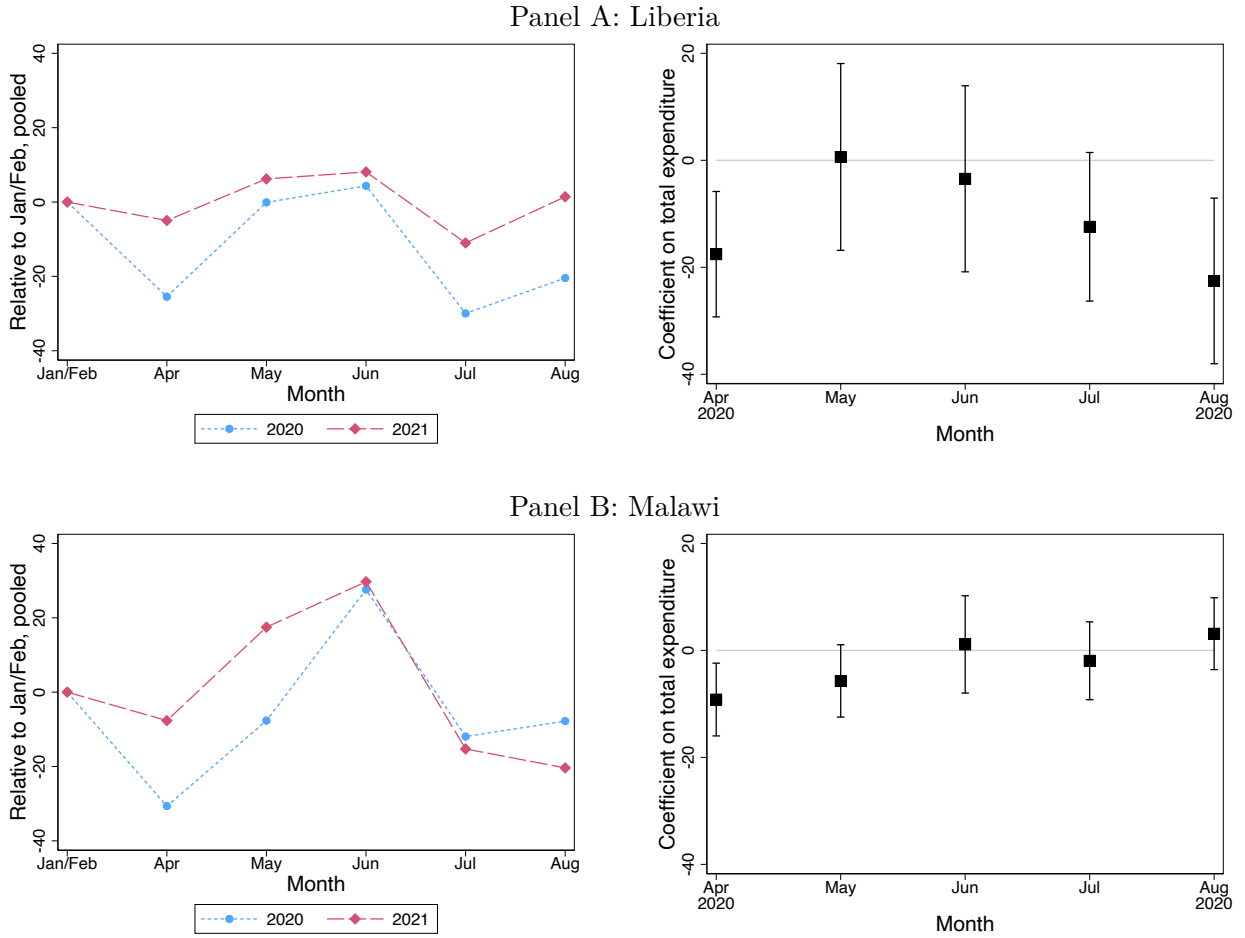 Panel A: Liberia
Relative to Jan/Feb, pooled
40
20
0
-20
-40
Jan/Feb Apr May Jun Jul Aug
Month
2020 2021
Coefficient on total expenditure
20
0
-20
-40
Apr May Jun Jul Aug
2020 2020
Month
Panel B: Malawi
Relative to Jan/Feb, pooled
40
20
0
-20
-40
Jan/Feb Apr May Jun Jul Aug
Month
2020 2021
Coefficient on total expenditure
20
0
-20
-40
Apr May Jun Jul Aug
2020 2020
Month